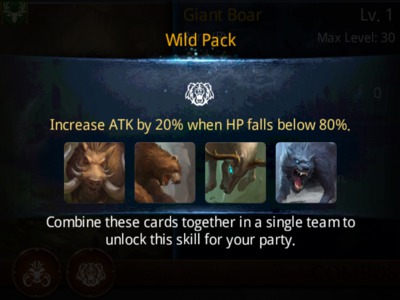 Giant Boar
Lv. 1
Wild Pack
Max Level: 30
0
Increase ATK by 20% when HP falls below 80%.
Combine these cards together in a single team to
unlock this skill for your party.